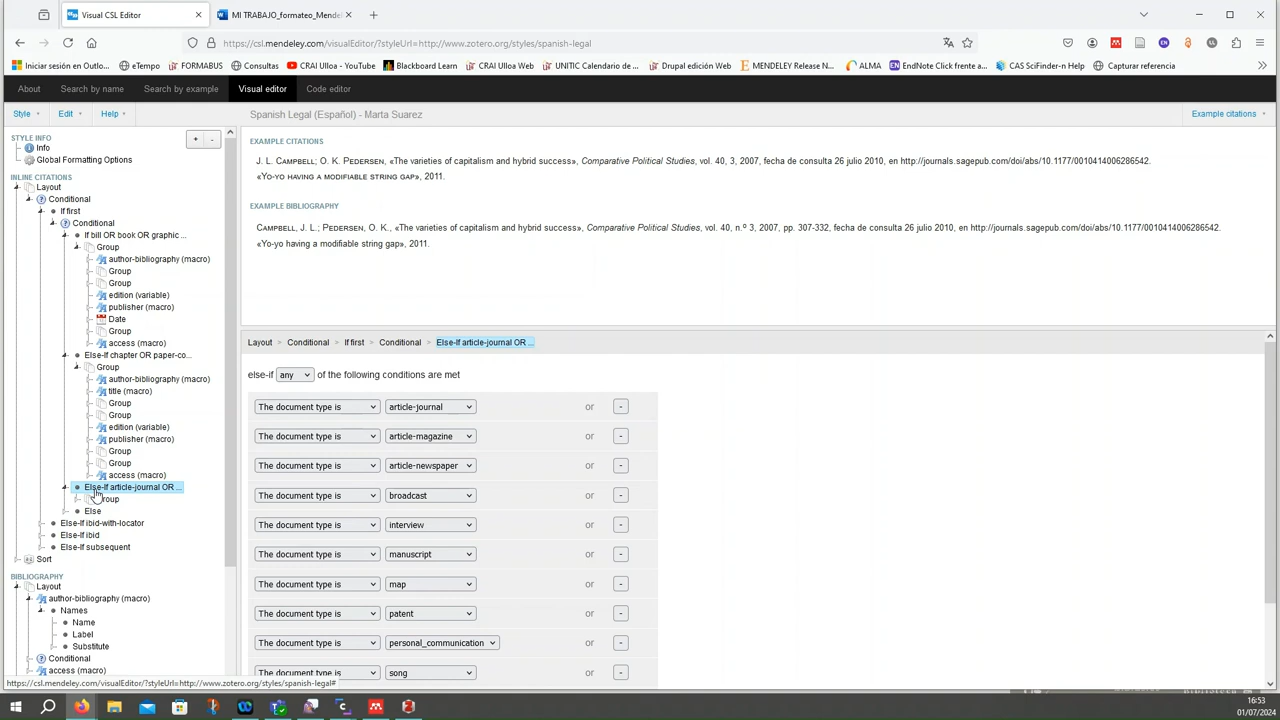 Visual CSL Editor
MI TRABAJO_formateo_Mendel
https://csl.mendeley.com/visualEditor/?styleUrl=http://www.zotero.com/styles/spanish-legal
Iniciar sesión en Outlo... eTempo FORMABUS Consultas CRAI Ulloa - YouTube Blackboard Learn CRAI Ulloa Web UNITIC Calendario de ... Drupal edición Web MENDELEY Release N... ALMA EndNote Click frente a... CAS SciFinder-n Help Capturar referencia
About Search by name Search by example Visual editor Code editor
Style Edit Help Spanish Legal (Español) - Marta Suarez Example citations
STYLE INFO + -
Info
Global Formatting Options
INLINE CITATIONS
Layout
Conditional
If first
Conditional
If bill OR book OR graphic ...
Group
author-bibliography (macro)
Group
Group
edition (variable)
publisher (macro)
Date
Group
access (macro)
Else-If chapter OR paper-co...
Group
author-bibliography (macro)
title (macro)
Group
Group
edition (variable)
publisher (macro)
Group
Group
access (macro)
Else-If article-journal OR ...
Group
Else
Else-If ibid-with-locator
Else-If ibid
Else-If subsequent
Sort
BIBLIOGRAPHY
Layout
author-bibliography (macro)
Names
Name
Label
Substitute
Conditional
access (macro)
https://csl.mendeley.com/visualEditor/?styleUrl=http://www.zotero.org/styles/spanish-legal#
EXAMPLE CITATIONS
J. L. CAMPBELL; O. K. PEDERSEN, «The varieties of capitalism and hybrid success», Comparative Political Studies, vol. 40, 3, 2007, fecha de consulta 26 julio 2010, en http://journals.sagepub.com/doi/abs/10.1177/0010414006286542.
«YO-YO HAVING A MODIFIABLE STRING GAP», 2011.
EXAMPLE BIBLIOGRAPHY
CAMPBELL, J. L.; PEDERSEN, O. K., «The varieties of capitalism and hybrid success», Comparative Political Studies, vol. 40, n.º 3, 2007, pp. 307-332, fecha de consulta 26 julio 2010, en http://journals.sagepub.com/doi/abs/10.1177/0010414006286542.
«Yo-yo having a modifiable string gap», 2011.
Layout > Conditional > If first > Conditional > Else-If article-journal OR ...
else-if any of the following conditions are met
The document type is article-journal or -
The document type is article-magazine or -
The document type is article-newspaper or -
The document type is broadcast or -
The document type is interview or -
The document type is manuscript or -
The document type is map or -
The document type is patent or -
The document type is personal_communication or -
The document type is song or -
16:53
01/07/2024